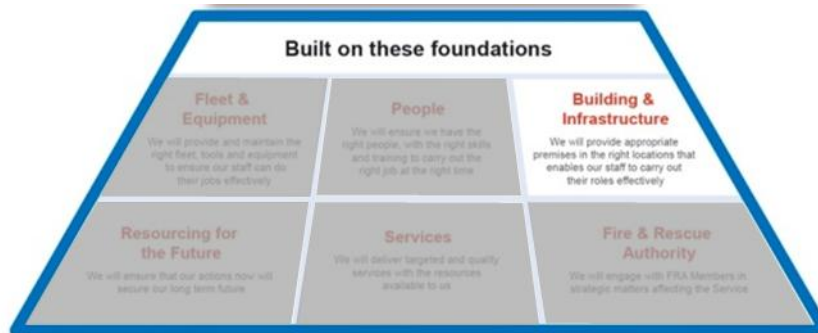 Built on these foundations
Fleet &
Equipment
We will provide and maintain the
right fleet, tools and equipment
to ensure our staff can do
their jobs effectively
People
We will ensure we have the
right people, with the right skills
and training to carry out the
right job at the right time
Building &
Infrastructure
We will provide appropriate
premises in the right locations that
enables our staff to carry out
their roles effectively
Resourcing for
the Future
We will ensure that our actions now will
secure our long term future
Services
We will deliver targeted and quality
services with the resources
available to us
Fire & Rescue
Authority
We will engage with FRA Members in
strategic matters affecting the Service